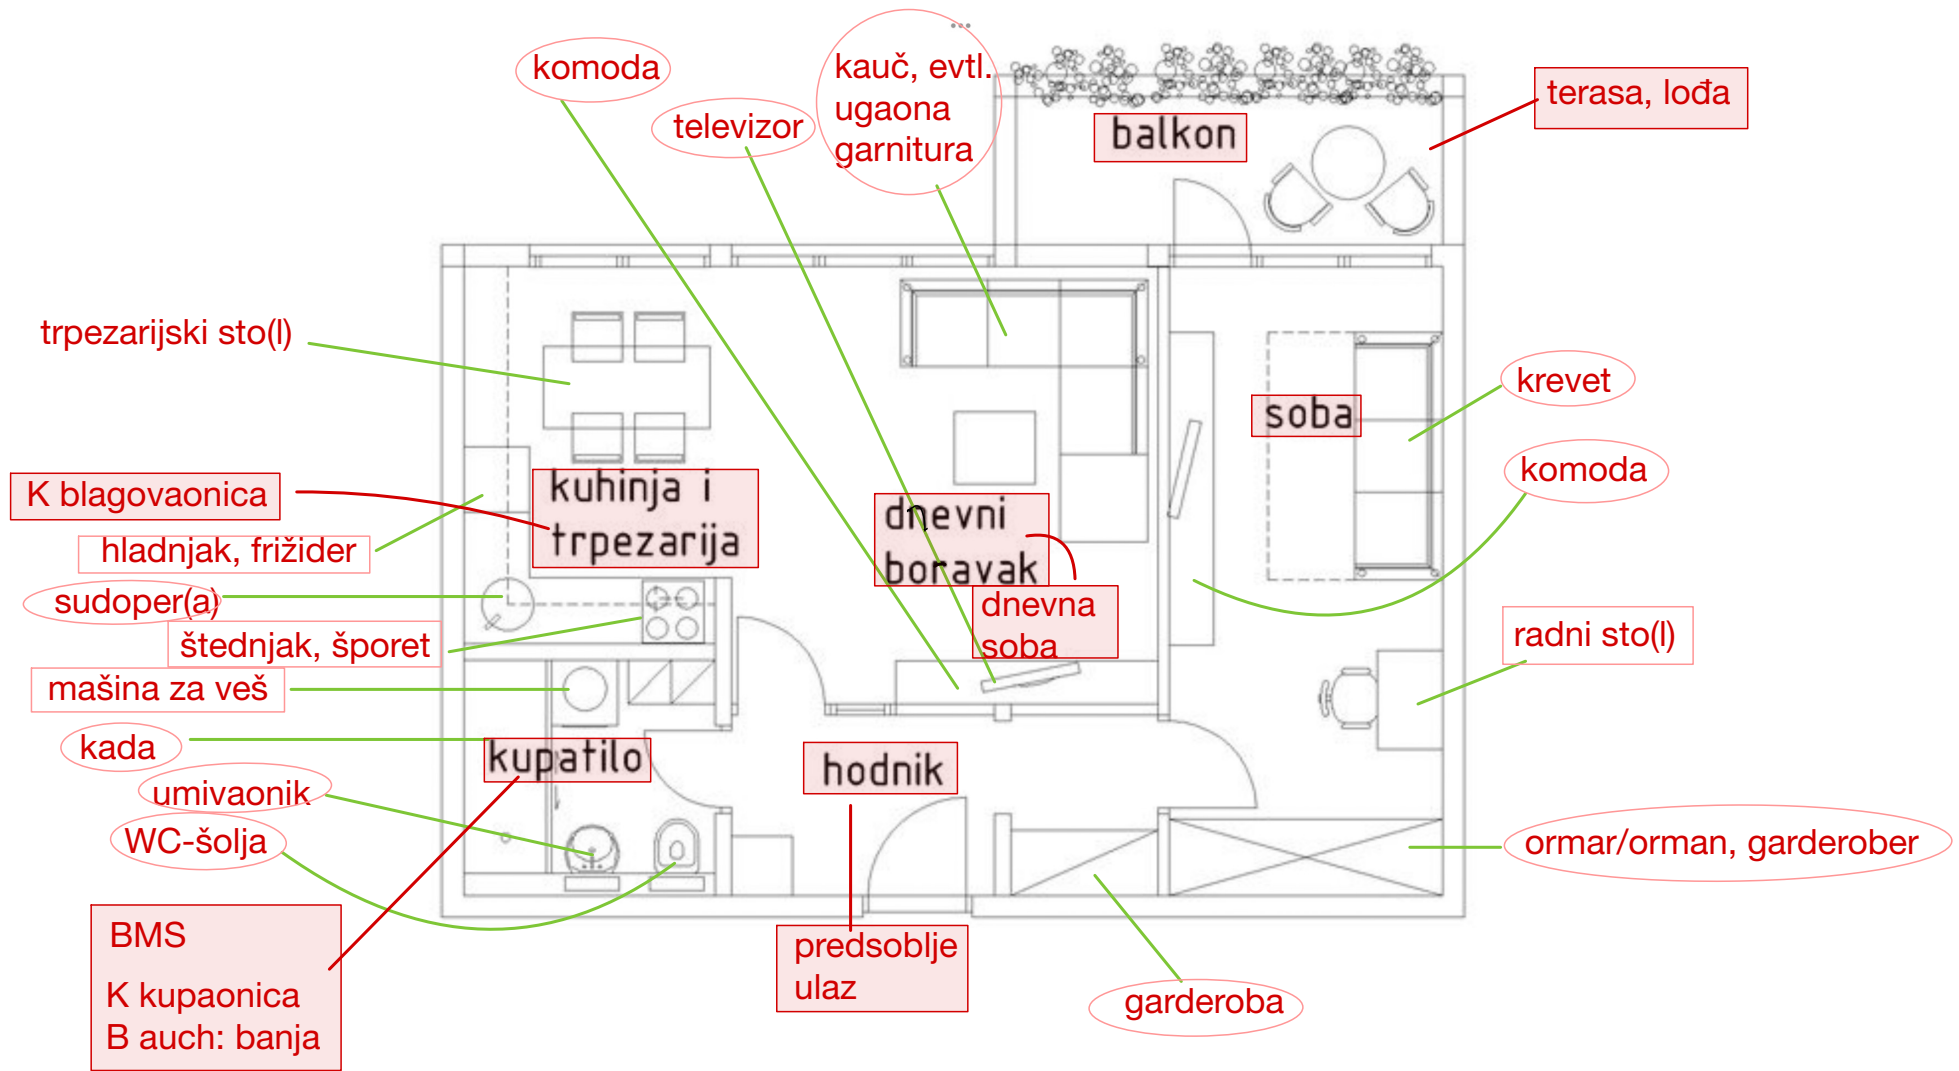 komoda
kauč, evtl.
ugaona
garnitura
televizor
terasa, lođa
balkon
trpezarijski sto(l)
krevet
soba
komoda
K blagovaonica
kuhinja i
trpezarija
dnevni
boravak
hladnjak, frižider
sudoper(a)
dnevna
soba
štednjak, šporet
radni sto(l)
mašina za veš
kada
kupatilo
hodnik
umivaonik
WC-šolja
ormar/orman, garderober
BMS
K kupaonica
B auch: banja
predsoblje
ulaz
garderoba